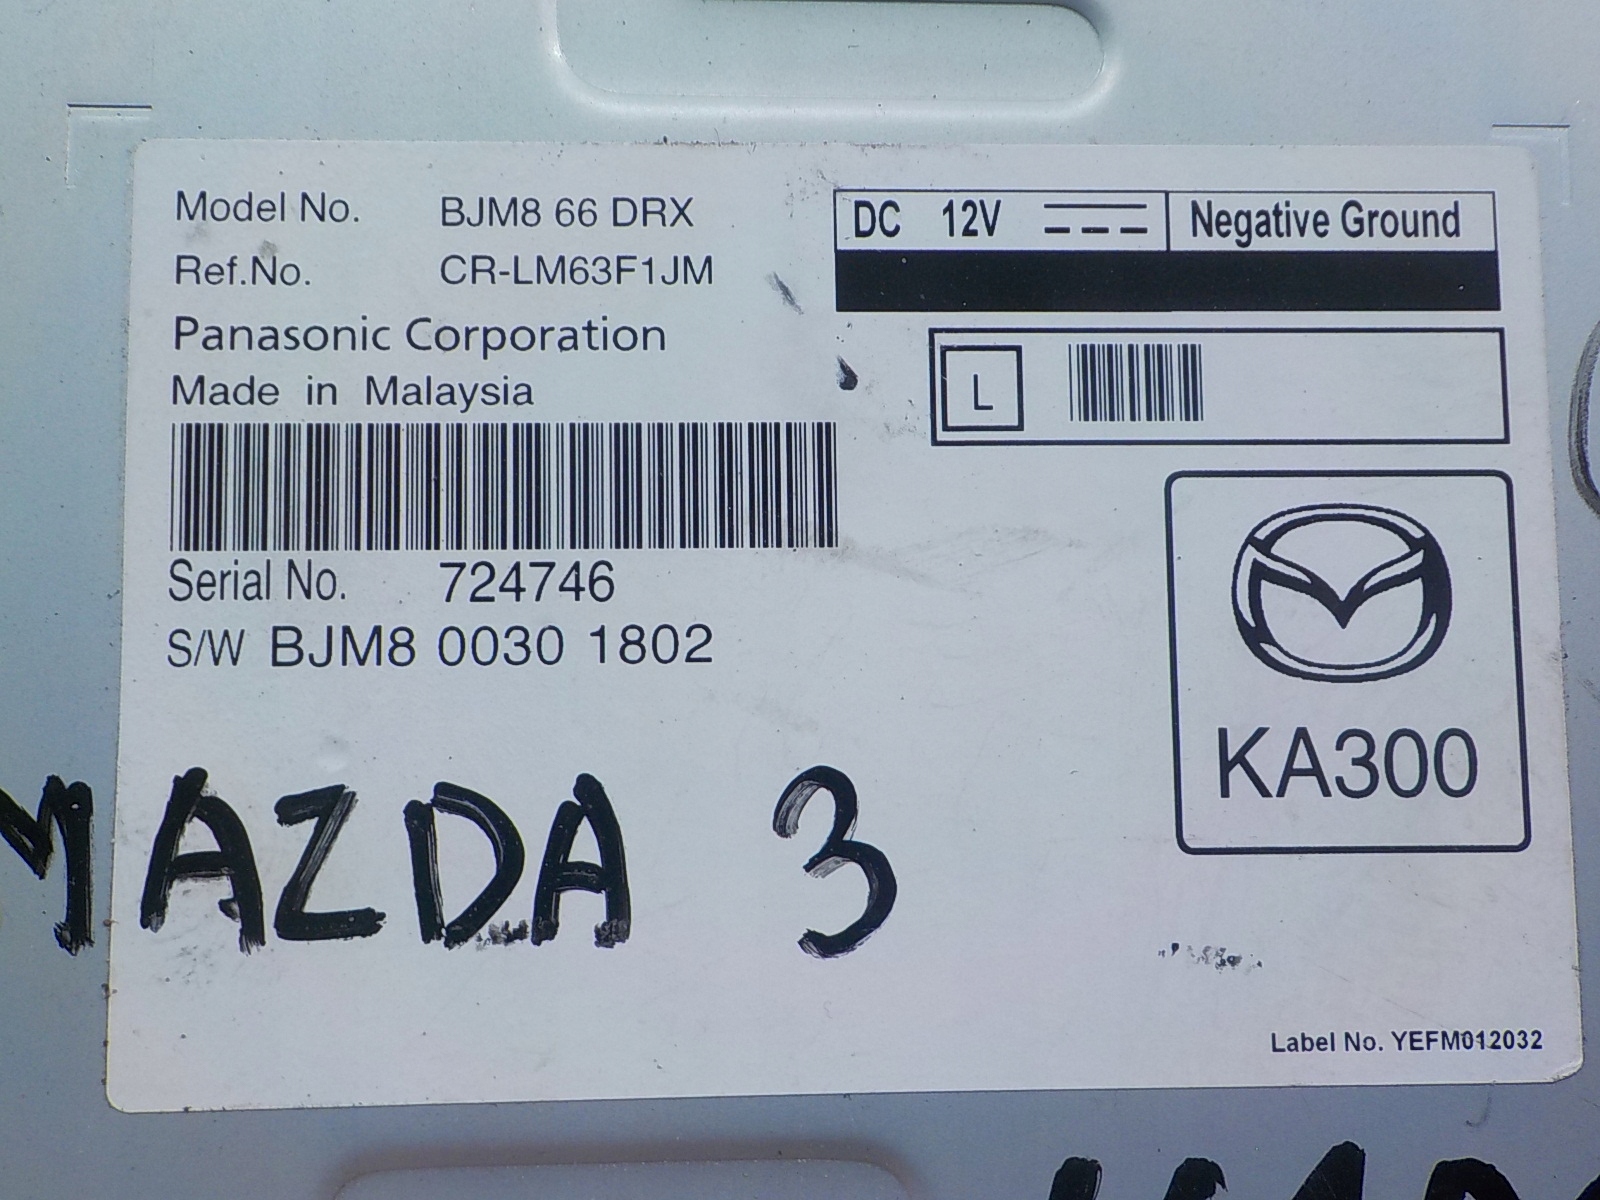 Model No. BJM8 66 DRX
Ref.No. CR-LM63F1JM
Panasonic Corporation
Made in Malaysia
DC 12V Negative Ground
L
Serial No. 724746
S/W BJM8 0030 1802
KA300
MAZDA 3
Label No. YEFM012032